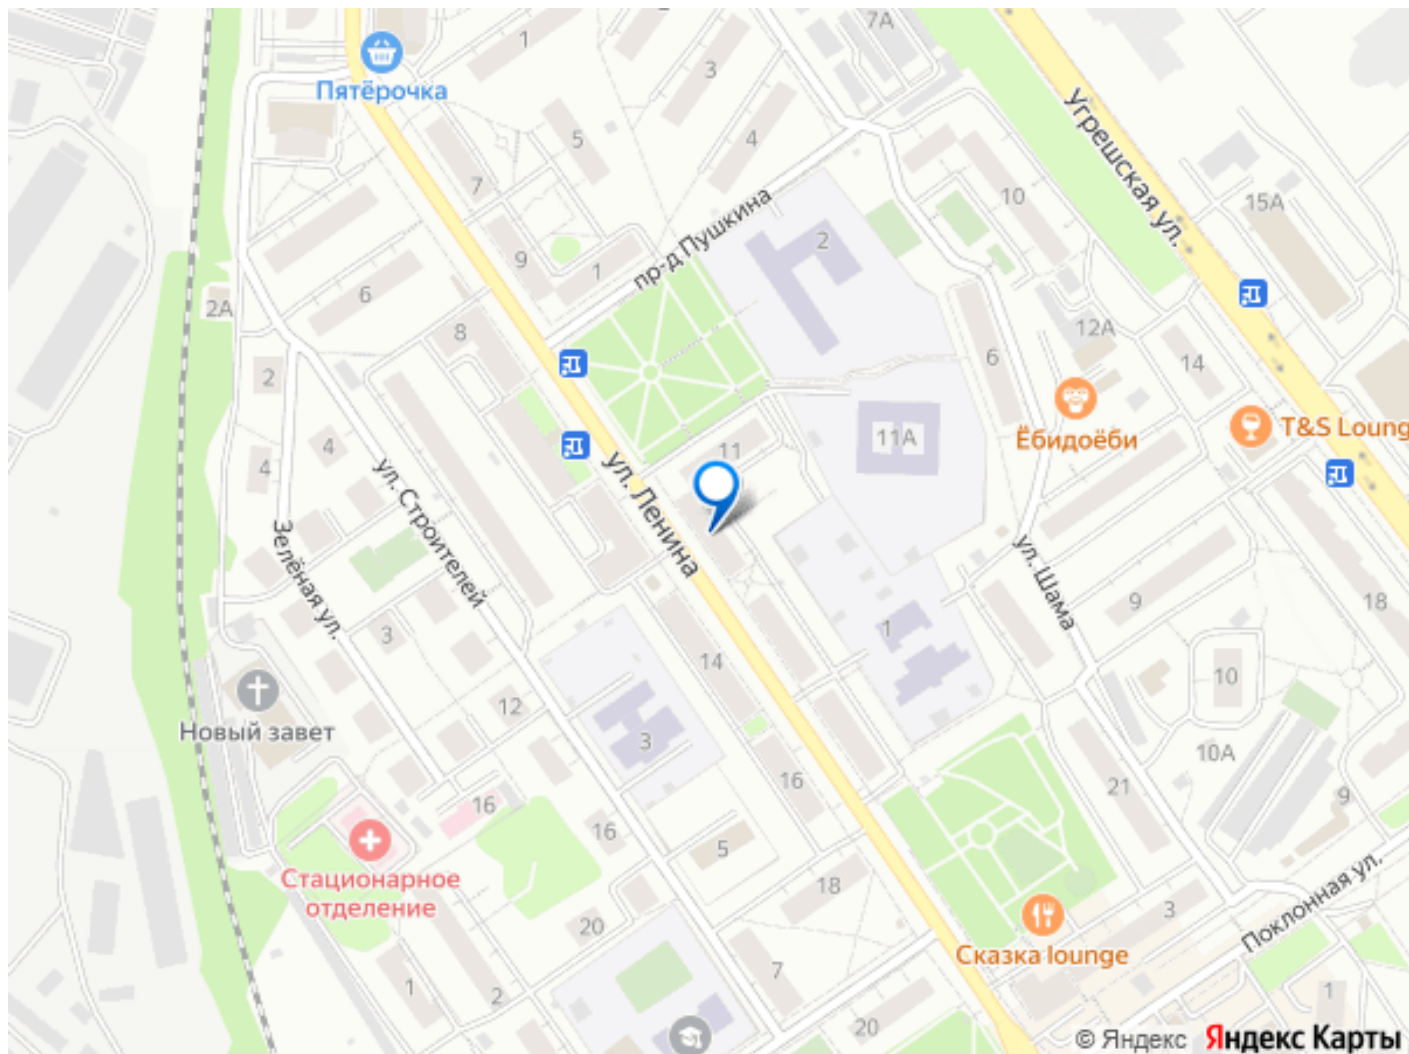 7А
1
3
Пятёрочка
5
4
Угрешская ул.
7
10
15А
пр-д Пушкина
2
9
1
6
2А
8
12А
6
14
2
Ёбидоёби
T&S Loung
11
11А
4
4
ул. Ленина
ул. Строителей
Зелёная ул.
ул. Шама
9
18
3
1
14
10
12
Новый завет
3
10А
16
21
9
16
16
5
Стационарное
отделение
18
Поклонная ул.
3
20
Сказка lounge
7
1
2
1
20
© Яндекс Яндекс Карты